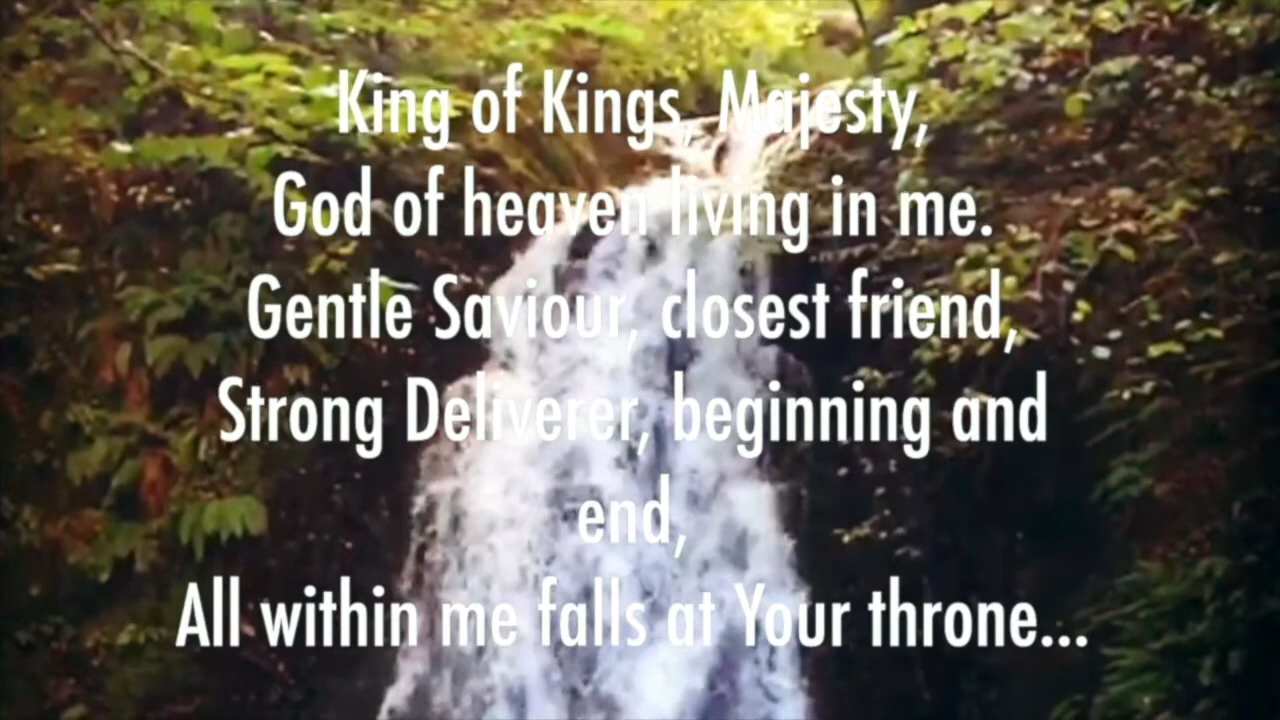 King of Kings, Majesty,
God of heaven living in me.
Gentle Saviour, closest friend,
Strong Deliverer, beginning and
end,
All within me falls at Your throne...